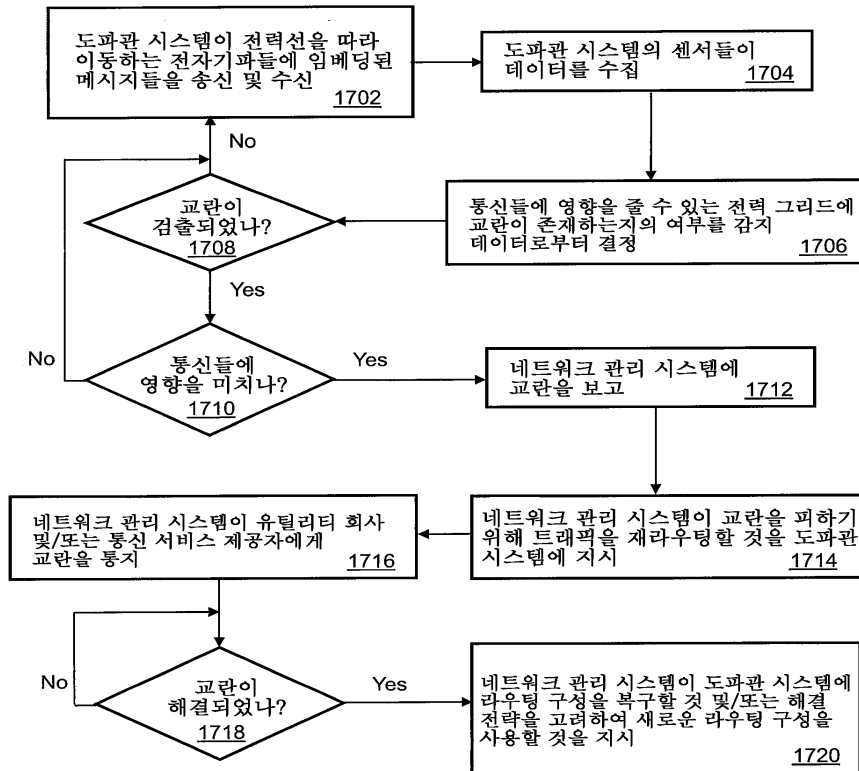 도파관 시스템이 전력선을 따라
이동하는 전자기파들에 임베딩된
메시지들을 송신 및 수신
1702
도파관 시스템의 센서들이
데이터를 수집
1704
No
교란이
검출되었나?
1708
통신들에 영향을 줄 수 있는 전력 그리드에
교란이 존재하는지의 여부를 감지
데이터로부터 결정
1706
Yes
No
통신들에
영향을 미치나?
1710
Yes
네트워크 관리 시스템에
교란을 보고
1712
네트워크 관리 시스템이 유틸리티 회사
및/또는 통신 서비스 제공자에게
교란을 통지
1716
네트워크 관리 시스템이 교란을 피하기
위해 트래픽을 재라우팅할 것을 도파관
시스템에 지시
1714
No
교란이
해결되었나?
1718
Yes
네트워크 관리 시스템이 도파관 시스템에
라우팅 구성을 복구할 것 및/또는 해결
전략을 고려하여 새로운 라우팅 구성을
사용할 것을 지시
1720